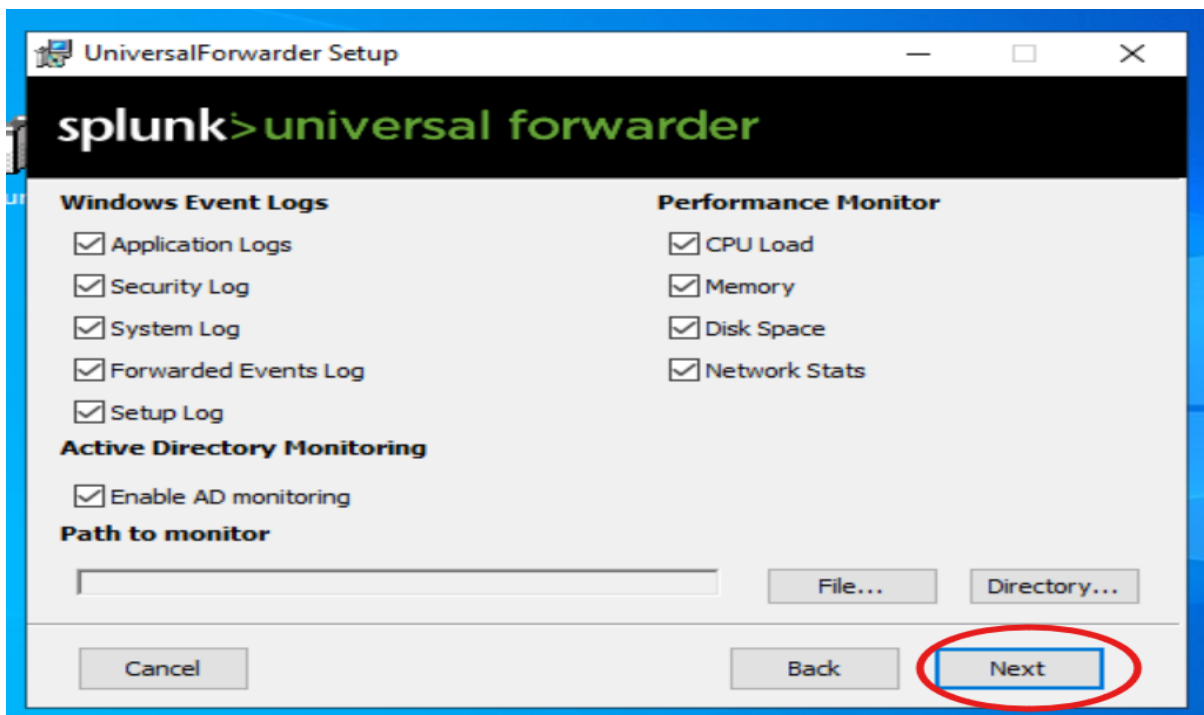 UniversalForwarder Setup
splunk>universal forwarder
Windows Event Logs
Application Logs
Security Log
System Log
Forwarded Events Log
Setup Log
Performance Monitor
CPU Load
Memory
Disk Space
Network Stats
Active Directory Monitoring
Enable AD monitoring
Path to monitor
File...
Directory...
Cancel
Back
Next